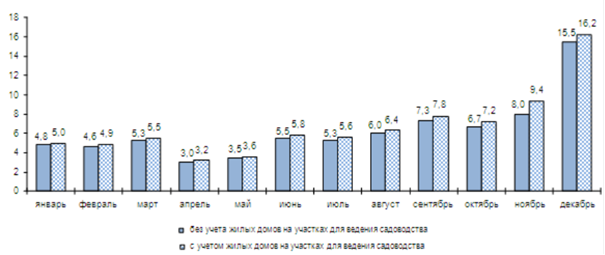 18
16
14
12
10
8
6
4
2
0
4,8 5,0 4,6 4,9 5,3 5,5 3,0 3,2 3,5 3,6 5,5 5,8 5,3 5,6 6,0 6,4 7,3 7,8 6,7 7,2 8,0 9,4 15,5 16,2
январь февраль март апрель май июнь июль август сентябрь октябрь ноябрь декабрь
без учета жилых домов на участках для ведения садоводства
с учетом жилых домов на участках для ведения садоводства